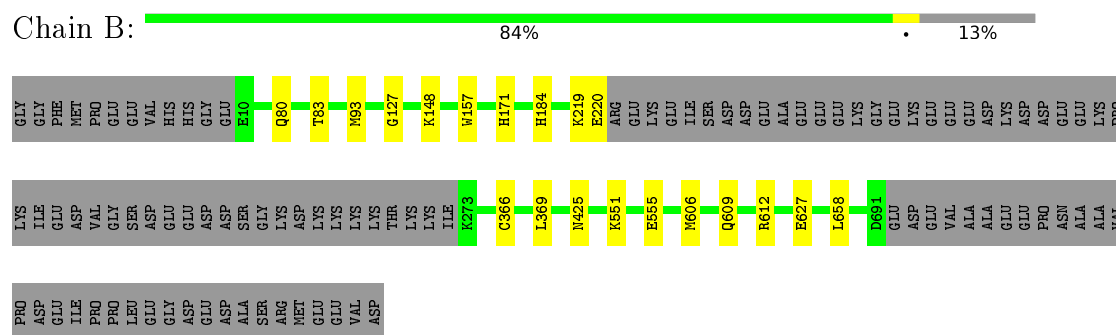 Chain B:
84% • 13%
GLY GLY PHE MET PRO GLU GLU VAL HIS HIS GLY GLU E10 Q80 T83 M93 G127 K148 W157 H171 H184 K219 E220 ARG GLU LYS GLU ILE SER ASP ASP GLU ALA GLU GLU GLU LYS GLY GLU LYS GLU GLU GLU ASP LYS ASP ASP GLU GLU LYS PRO
LYS ILE GLU ASP VAL GLY SER ASP GLU GLU ASP ASP SER GLY LYS ASP LYS LYS LYS LYS THR LYS LYS ILE K273 C366 L369 N425 K551 E555 M606 Q609 R612 E627 L658 D691 GLU ASP GLU VAL ALA ALA GLU GLU PRO ASN ALA ALA ALA VAL
PRO ASP GLU ILE PRO PRO LEU GLU GLY ASP GLU ASP ALA SER ARG MET GLU GLU VAL ASP